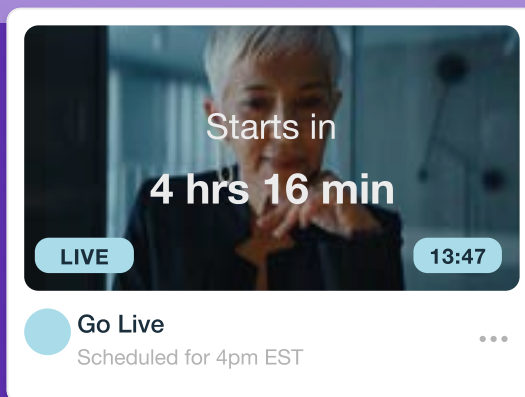 Starts in
4 hrs 16 min
LIVE
13:47
Go Live
Scheduled for 4pm EST